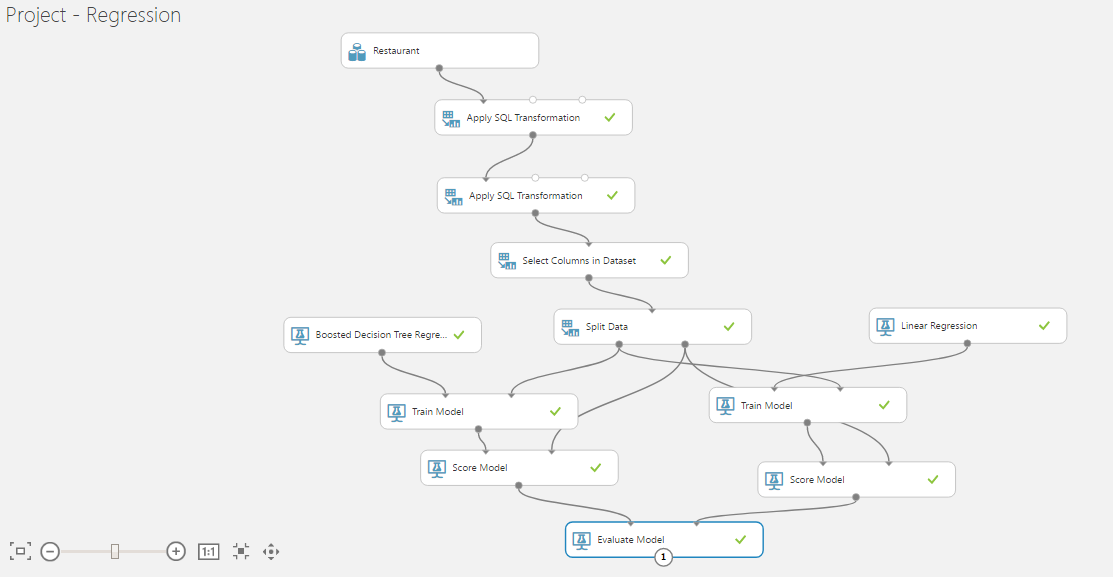 Project - Regression
Restaurant
Apply SQL Transformation
Apply SQL Transformation
Select Columns in Dataset
Split Data
Linear Regression
Boosted Decision Tree Regre...
Train Model
Train Model
Score Model
Score Model
Evaluate Model
1
1:1